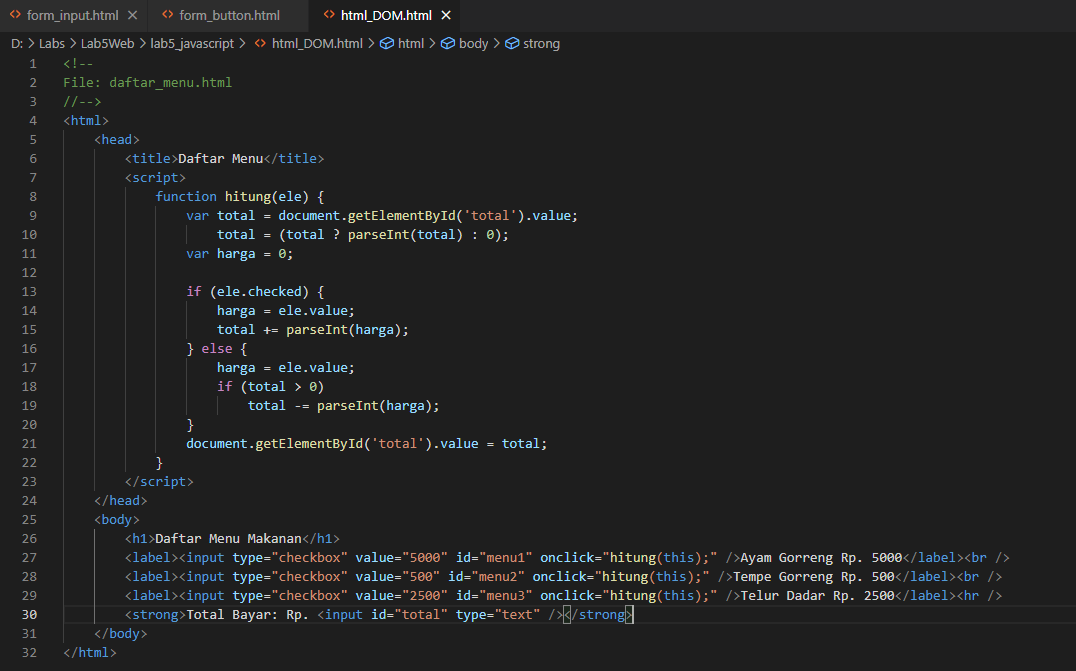 form_input.html form_button.html html_DOM.html
D: > Labs > Lab5Web > lab5_javascript > html_DOM.html > html > body > strong
1 <!--
2 File: daftar_menu.html
3 //-->
4 <html>
5 <head>
6 <title>Daftar Menu</title>
7 <script>
8 function hitung(ele) {
9 var total = document.getElementById('total').value;
10 total = (total ? parseInt(total) : 0);
11 var harga = 0;
12
13 if (ele.checked) {
14 harga = ele.value;
15 total += parseInt(harga);
16 } else {
17 harga = ele.value;
18 if (total > 0)
19 total -= parseInt(harga);
20 }
21 document.getElementById('total').value = total;
22 }
23 </script>
24 </head>
25 <body>
26 <h1>Daftar Menu Makanan</h1>
27 <label><input type="checkbox" value="5000" id="menu1" onclick="hitung(this);" />Ayam Gorreng Rp. 5000</label><br />
28 <label><input type="checkbox" value="500" id="menu2" onclick="hitung(this);" />Tempe Gorreng Rp. 500</label><br />
29 <label><input type="checkbox" value="2500" id="menu3" onclick="hitung(this);" />Telur Dadar Rp. 2500</label><hr />
30 <strong>Total Bayar: Rp. <input id="total" type="text" /></strong>
31 </body>
32 </html>